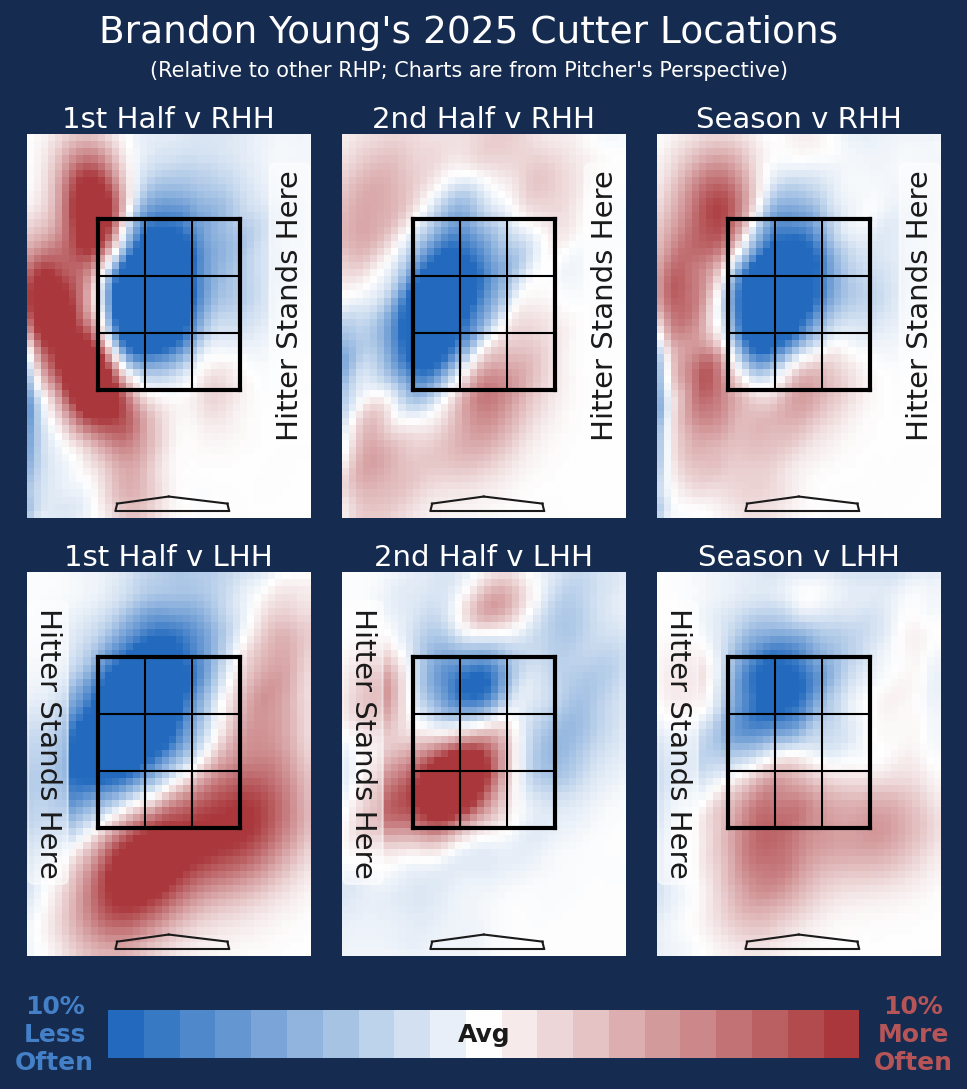 Brandon Young's 2025 Cutter Locations
(Relative to other RHP; Charts are from Pitcher's Perspective)
1st Half v RHH
2nd Half v RHH
Season v RHH
Hitter Stands Here
Hitter Stands Here
Hitter Stands Here
1st Half v LHH
2nd Half v LHH
Season v LHH
Hitter Stands Here
Hitter Stands Here
Hitter Stands Here
10%
Less
Often
Avg
10%
More
Often